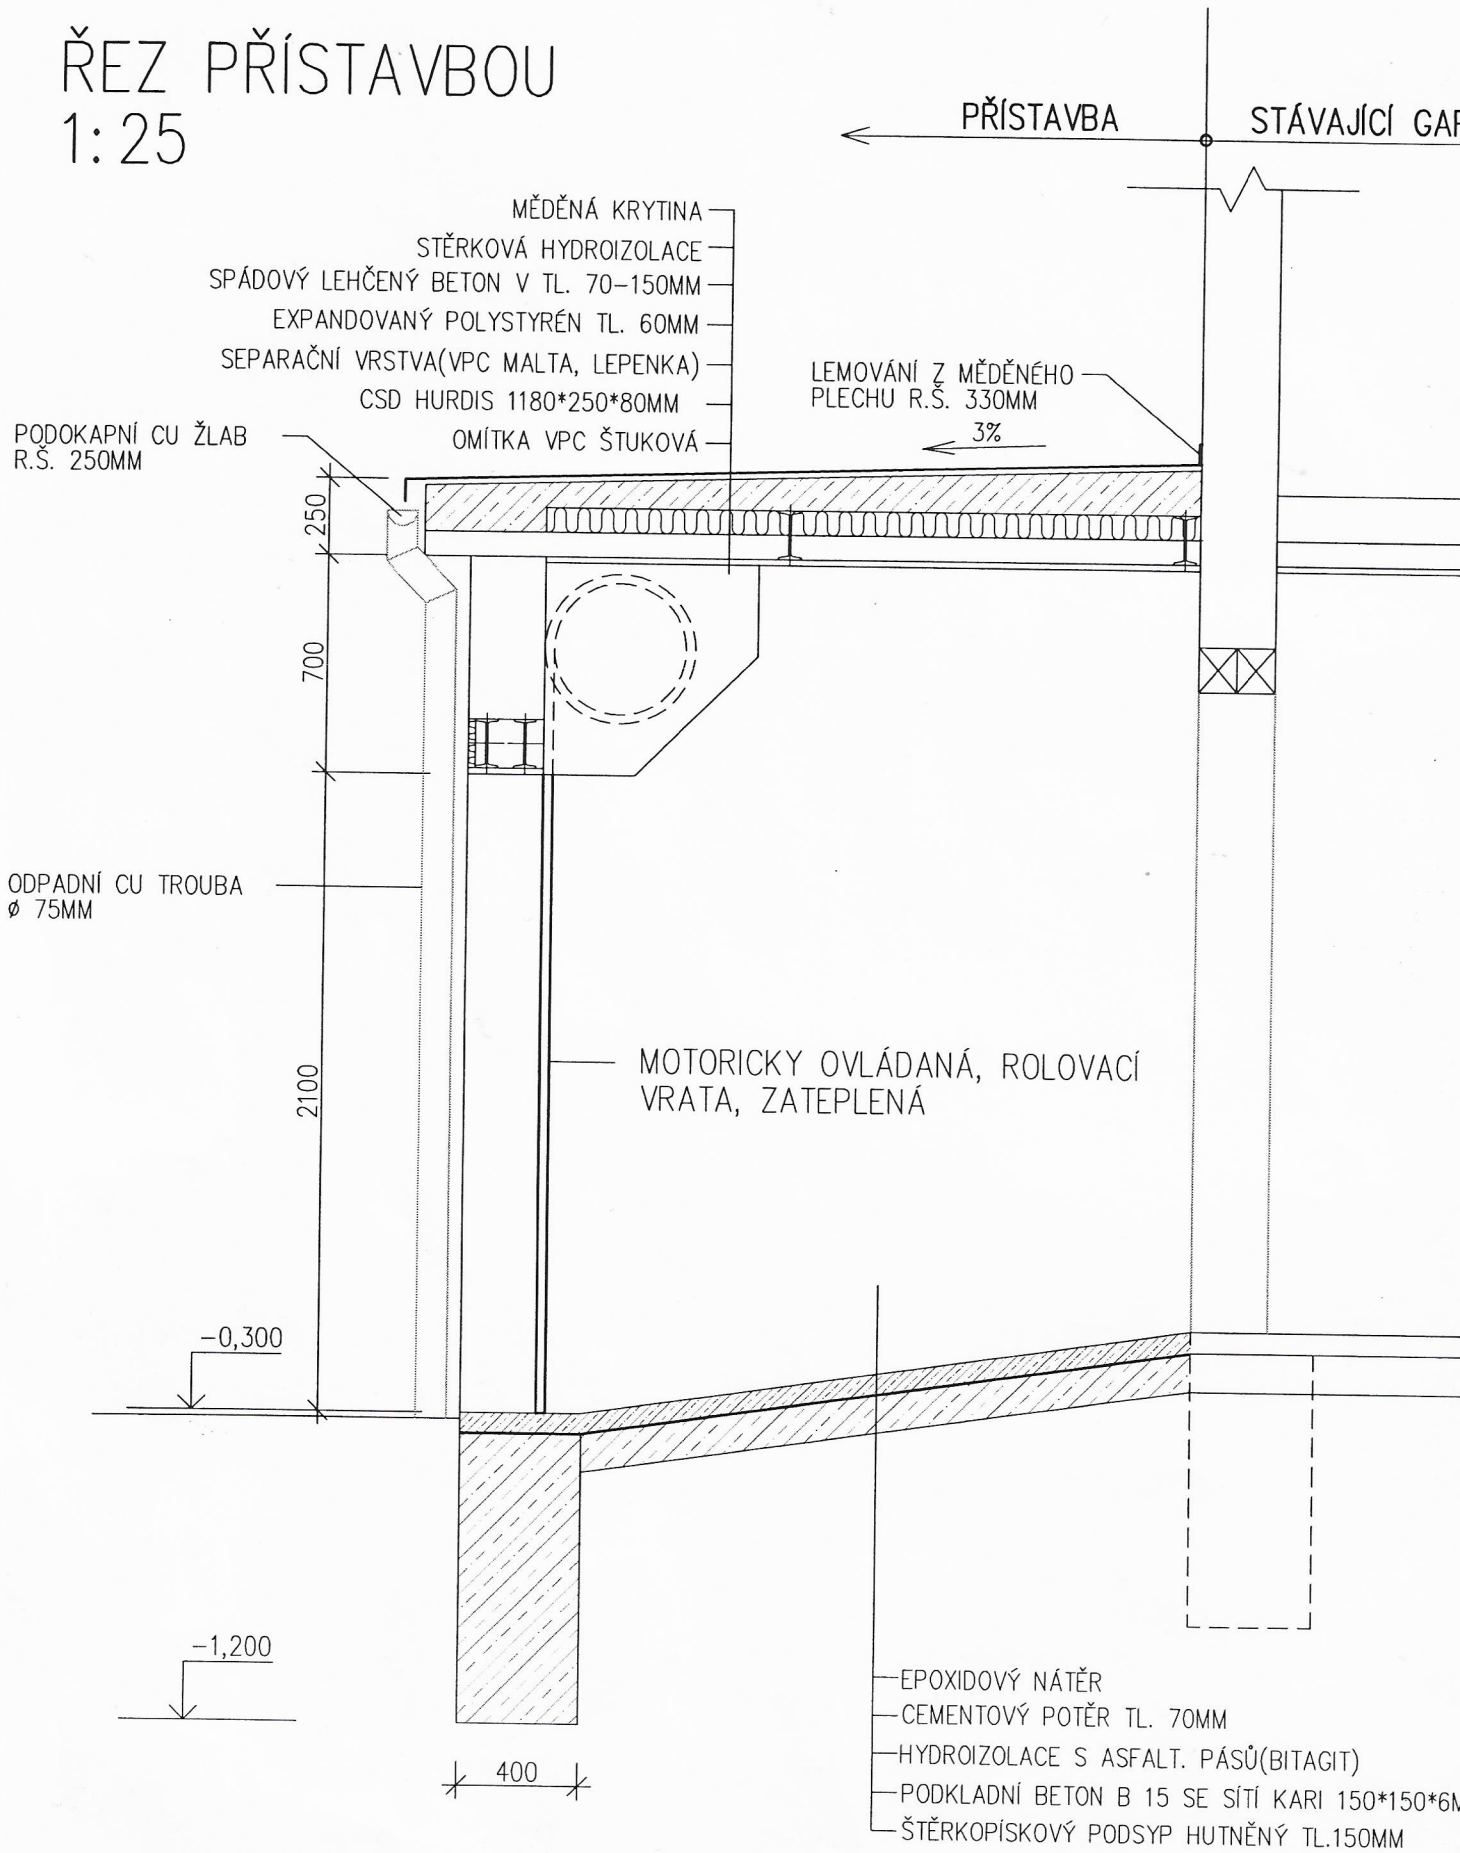 ŘEZ PŘÍSTAVBOU
1:25
PŘÍSTAVBA
STÁVAJÍCÍ
MĚDĚNÁ KRYTINA
STĚRKOVÁ HYDROIZOLACE
SPÁDOVÝ LEHČENÝ BETON V TL. 70-150MM
EXPANDOVANÝ POLYSTYRÉN TL. 60MM
SEPARAČNÍ VRSTVA(VPC MALTA, LEPENKA)
CSD HURDIS 1180*250*80MM
OMÍTKA VPC ŠTUKOVÁ
LEMOVÁNÍ Z MĚDĚNÉHO
PLECHU R.Š. 330MM
3%
PODOKAPNÍ CU ŽLAB
R.Š. 250MM
250
700
ODPADNÍ CU TROUBA
Ø 75MM
2100
MOTORICKY OVLÁDANÁ, ROLOVACÍ
VRATA, ZATEPLENÁ
-0,300
-1,200
400
EPOXIDOVÝ NÁTĚR
CEMENTOVÝ POTĚR TL. 70MM
HYDROIZOLACE S ASFALT. PÁSŮ(BITAGIT)
PODKLADNÍ BETON B 15 SE SÍTÍ KARI 150*150*6M
ŠTĚRKOPÍSKOVÝ PODSYP HUTNĚNÝ TL.150MM